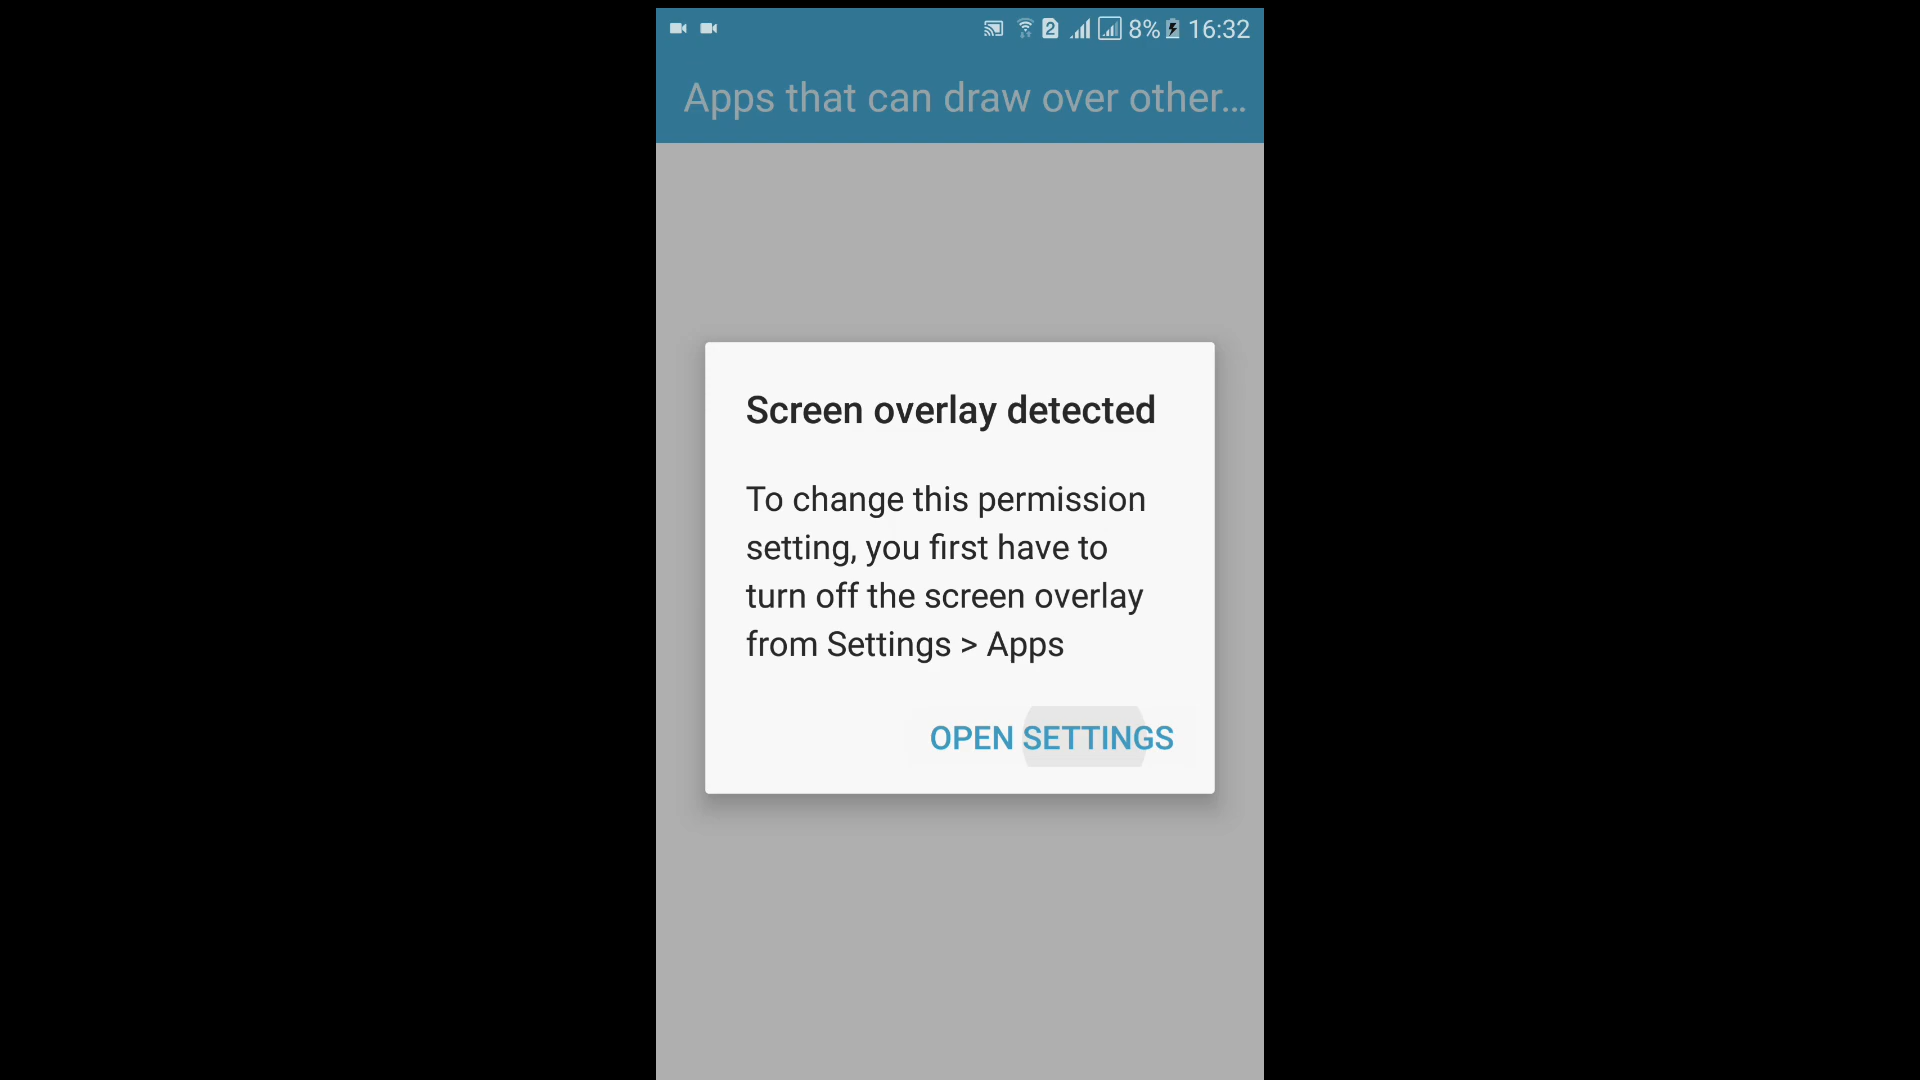 2 8% 16:32
Apps that can draw over other...
Screen overlay detected
To change this permission
setting, you first have to
turn off the screen overlay
from Settings > Apps
OPEN SETTINGS